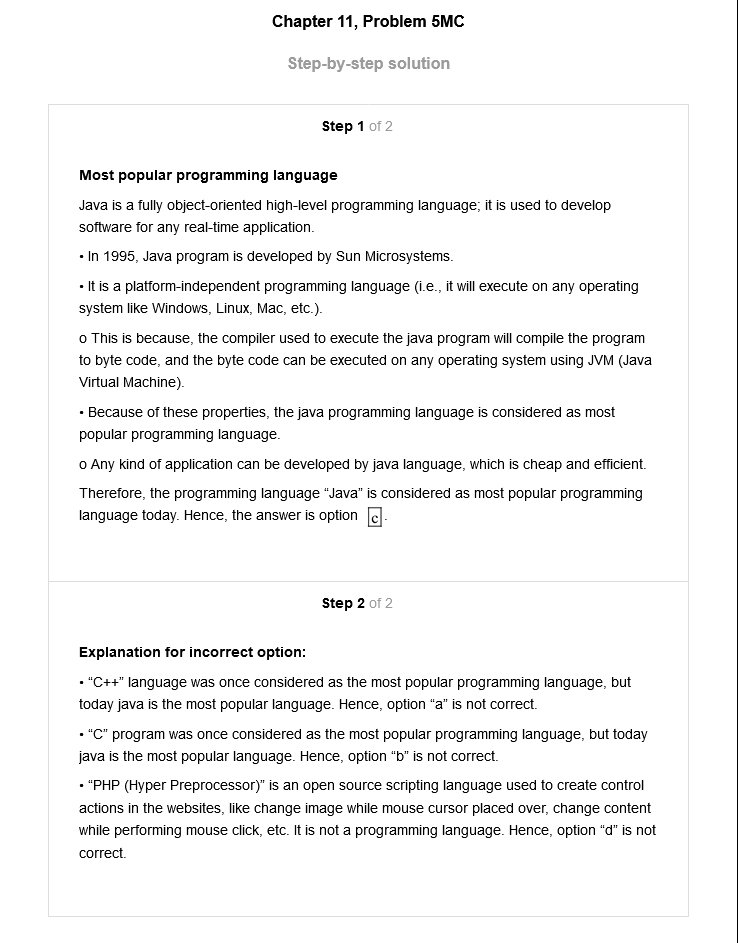 Chapter 11, Problem 5MC
Step-by-step solution
Step 1 of 2
Most popular programming language
Java is a fully object-oriented high-level programming language; it is used to develop
software for any real-time application.
• In 1995, Java program is developed by Sun Microsystems.
• It is a platform-independent programming language (i.e., it will execute on any operating
system like Windows, Linux, Mac, etc.).
o This is because, the compiler used to execute the java program will compile the program
to byte code, and the byte code can be executed on any operating system using JVM (Java
Virtual Machine).
• Because of these properties, the java programming language is considered as most
popular programming language.
o Any kind of application can be developed by java language, which is cheap and efficient.
Therefore, the programming language “Java” is considered as most popular programming
language today. Hence, the answer is option c.
Step 2 of 2
Explanation for incorrect option:
• “C++” language was once considered as the most popular programming language, but
today java is the most popular language. Hence, option “a” is not correct.
• “C” program was once considered as the most popular programming language, but today
java is the most popular language. Hence, option “b” is not correct.
• “PHP (Hyper Preprocessor)” is an open source scripting language used to create control
actions in the websites, like change image while mouse cursor placed over, change content
while performing mouse click, etc. It is not a programming language. Hence, option “d” is not
correct.